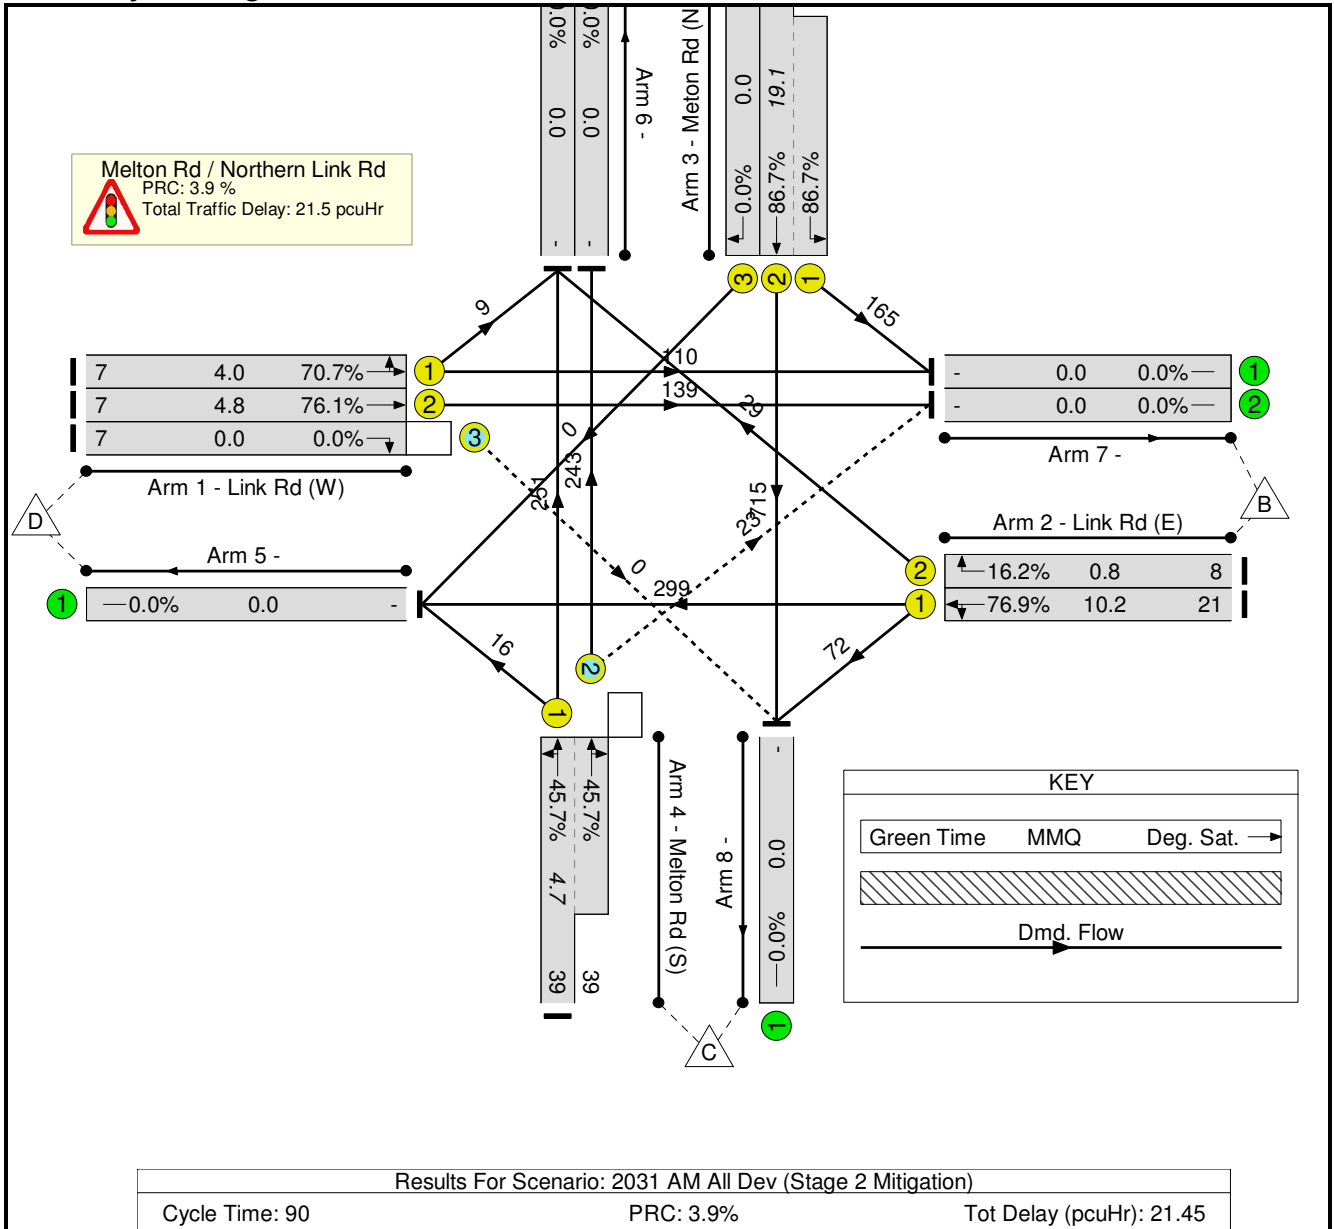 0.0%
0.0%
0.0
0.0
-
-
Arm 6 -
Arm 3 - Meton Rd (N
0.0
19.1
0.0%
86.7%
86.7%
Melton Rd / Northern Link Rd
PRC: 3.9 %
Total Traffic Delay: 21.5 pcuHr
3
2
1
9
165
110
139
29
0
243
251
715
237
0
299
16
72
7 4.0 70.7% 1
7 4.8 76.1% 2
7 0.0 0.0% 3
Arm 1 - Link Rd (W)
D
Arm 5 -
1 0.0% 0.0 -
- 0.0 0.0% 1
- 0.0 0.0% 2
Arm 7 -
B
Arm 2 - Link Rd (E)
2 16.2% 0.8 8
1 76.9% 10.2 21
2
1
45.7%
45.7%
4.7
39
39
Arm 4 - Melton Rd (S)
Arm 8 -
-
0.0
0.0%
1
C
KEY
Green Time MMQ Deg. Sat.
Dmd. Flow
Results For Scenario: 2031 AM All Dev (Stage 2 Mitigation)
Cycle Time: 90 PRC: 3.9% Tot Delay (pcuHr): 21.45